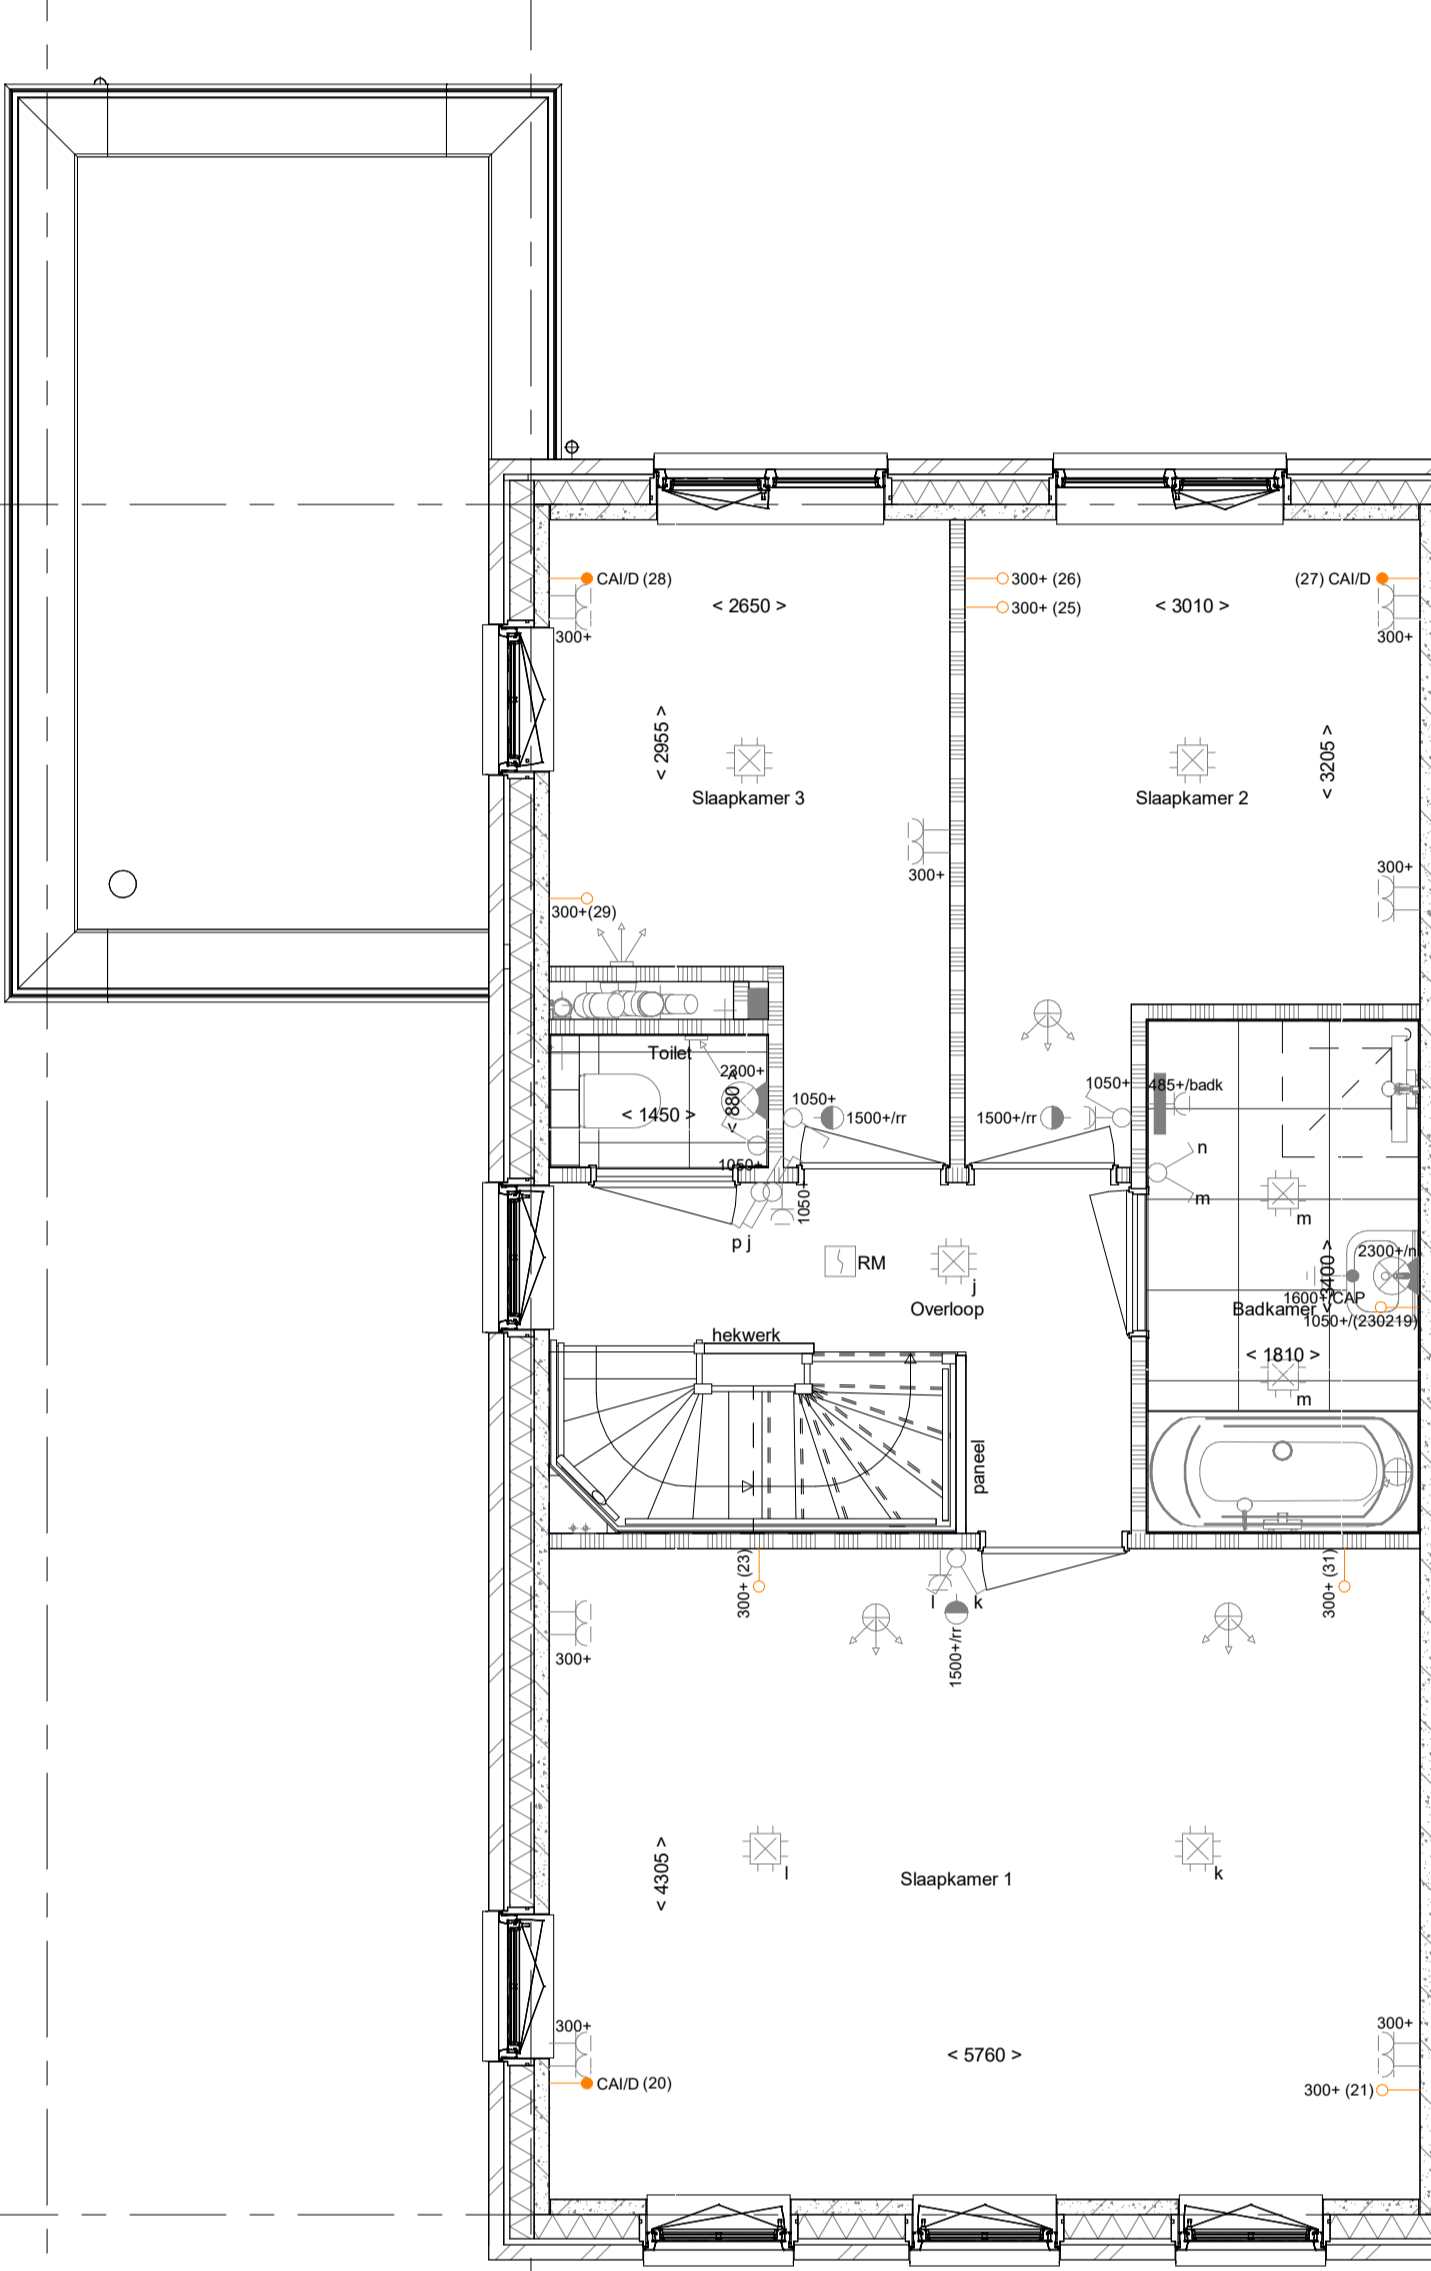 CAI/D (28)
< 2650 >
300+ (26)
300+ (25)
< 3010 >
(27) CAI/D
300+
300+
< 2955 >
< 3205 >
Slaapkamer 3
Slaapkamer 2
300+
300+
300+(29)
Toilet
2300+
< 880 >
< 1450 >
1050+
1500+/rr
1050+
1500+/rr
1050+
485+/badk
1050+
p j
n
m
m
RM
j
Overloop
2300+/n
< 3400 >
1600+/CAP
Badkamer
1050+/(230219)
hekwerk
< 1810 >
m
paneel
300+ (23)
l
k
300+ (31)
1500+/rr
300+
l
k
< 4305 >
Slaapkamer 1
300+
300+
< 5760 >
CAI/D (20)
300+ (21)